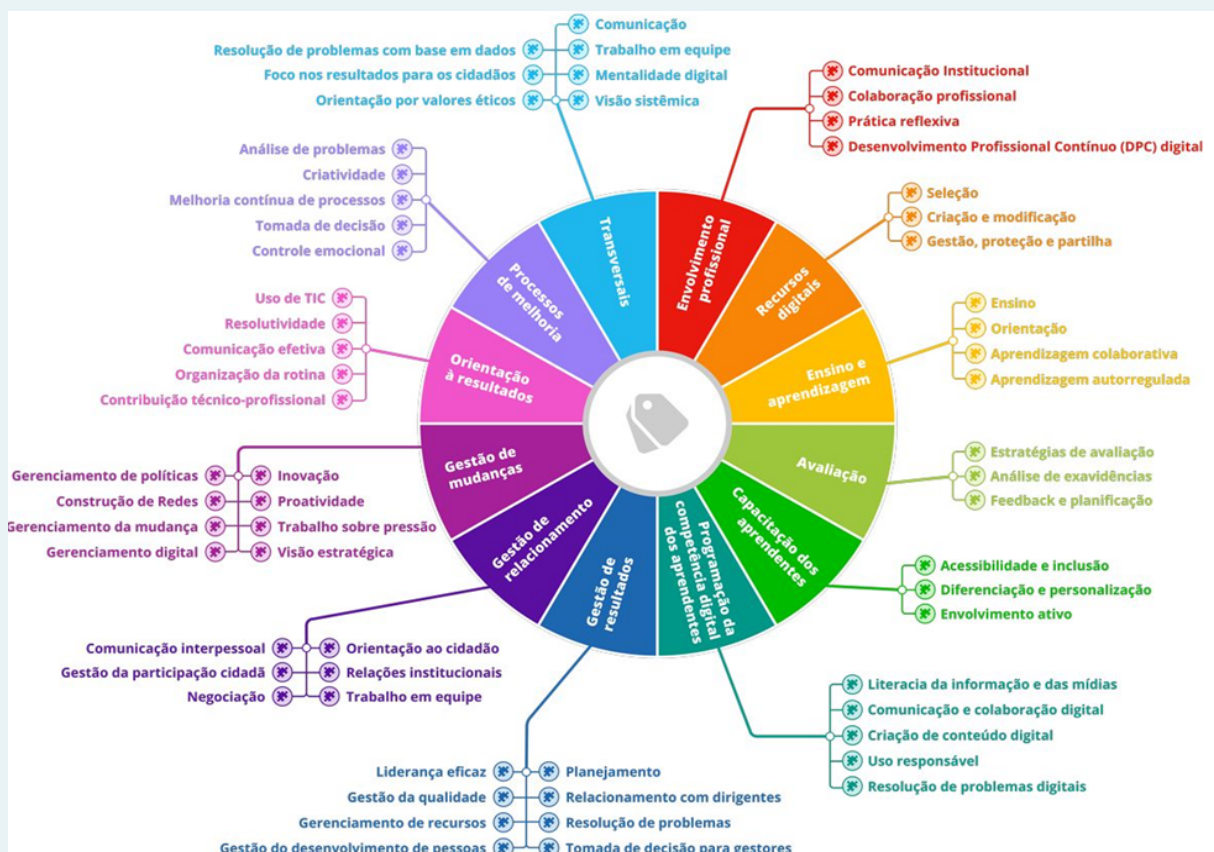 Comunicação
Trabalho em equipe
Mentalidade digital
Visão sistêmica
Resolução de problemas com base em dados
Foco nos resultados para os cidadãos
Orientação por valores éticos
Transversais
Comunicação Institucional
Colaboração profissional
Prática reflexiva
Desenvolvimento Profissional Contínuo (DPC) digital
Envolvimento
profissional
Seleção
Criação e modificação
Gestão, proteção e partilha
Recursos
digitais
Ensino
Orientação
Aprendizagem colaborativa
Aprendizagem autorregulada
Ensino e
aprendizagem
Estratégias de avaliação
Análise de exavidências
Feedback e planificação
Avaliação
Acessibilidade e inclusão
Diferenciação e personalização
Envolvimento ativo
Capacitação dos
aprendentes
Literacia da informação e das mídias
Comunicação e colaboração digital
Criação de conteúdo digital
Uso responsável
Resolução de problemas digitais
Programação da
competência digital
dos aprendentes
Liderança eficaz
Gestão da qualidade
Gerenciamento de recursos
Gestão do desenvolvimento de pessoas
Planejamento
Relacionamento com dirigentes
Resolução de problemas
Tomada de decisão para gestores
Gestão de
resultados
Comunicação interpessoal
Gestão da participação cidadã
Negociação
Orientação ao cidadão
Relações institucionais
Trabalho em equipe
Gestão de
relacionamento
Gerenciamento de políticas
Construção de Redes
Gerenciamento da mudança
Gerenciamento digital
Inovação
Proatividade
Trabalho sobre pressão
Visão estratégica
Gestão de
mudanças
Uso de TIC
Resolutividade
Comunicação efetiva
Organização da rotina
Contribuição técnico-profissional
Orientação
à resultados
Análise de problemas
Criatividade
Melhoria contínua de processos
Tomada de decisão
Controle emocional
Processos
de melhoria